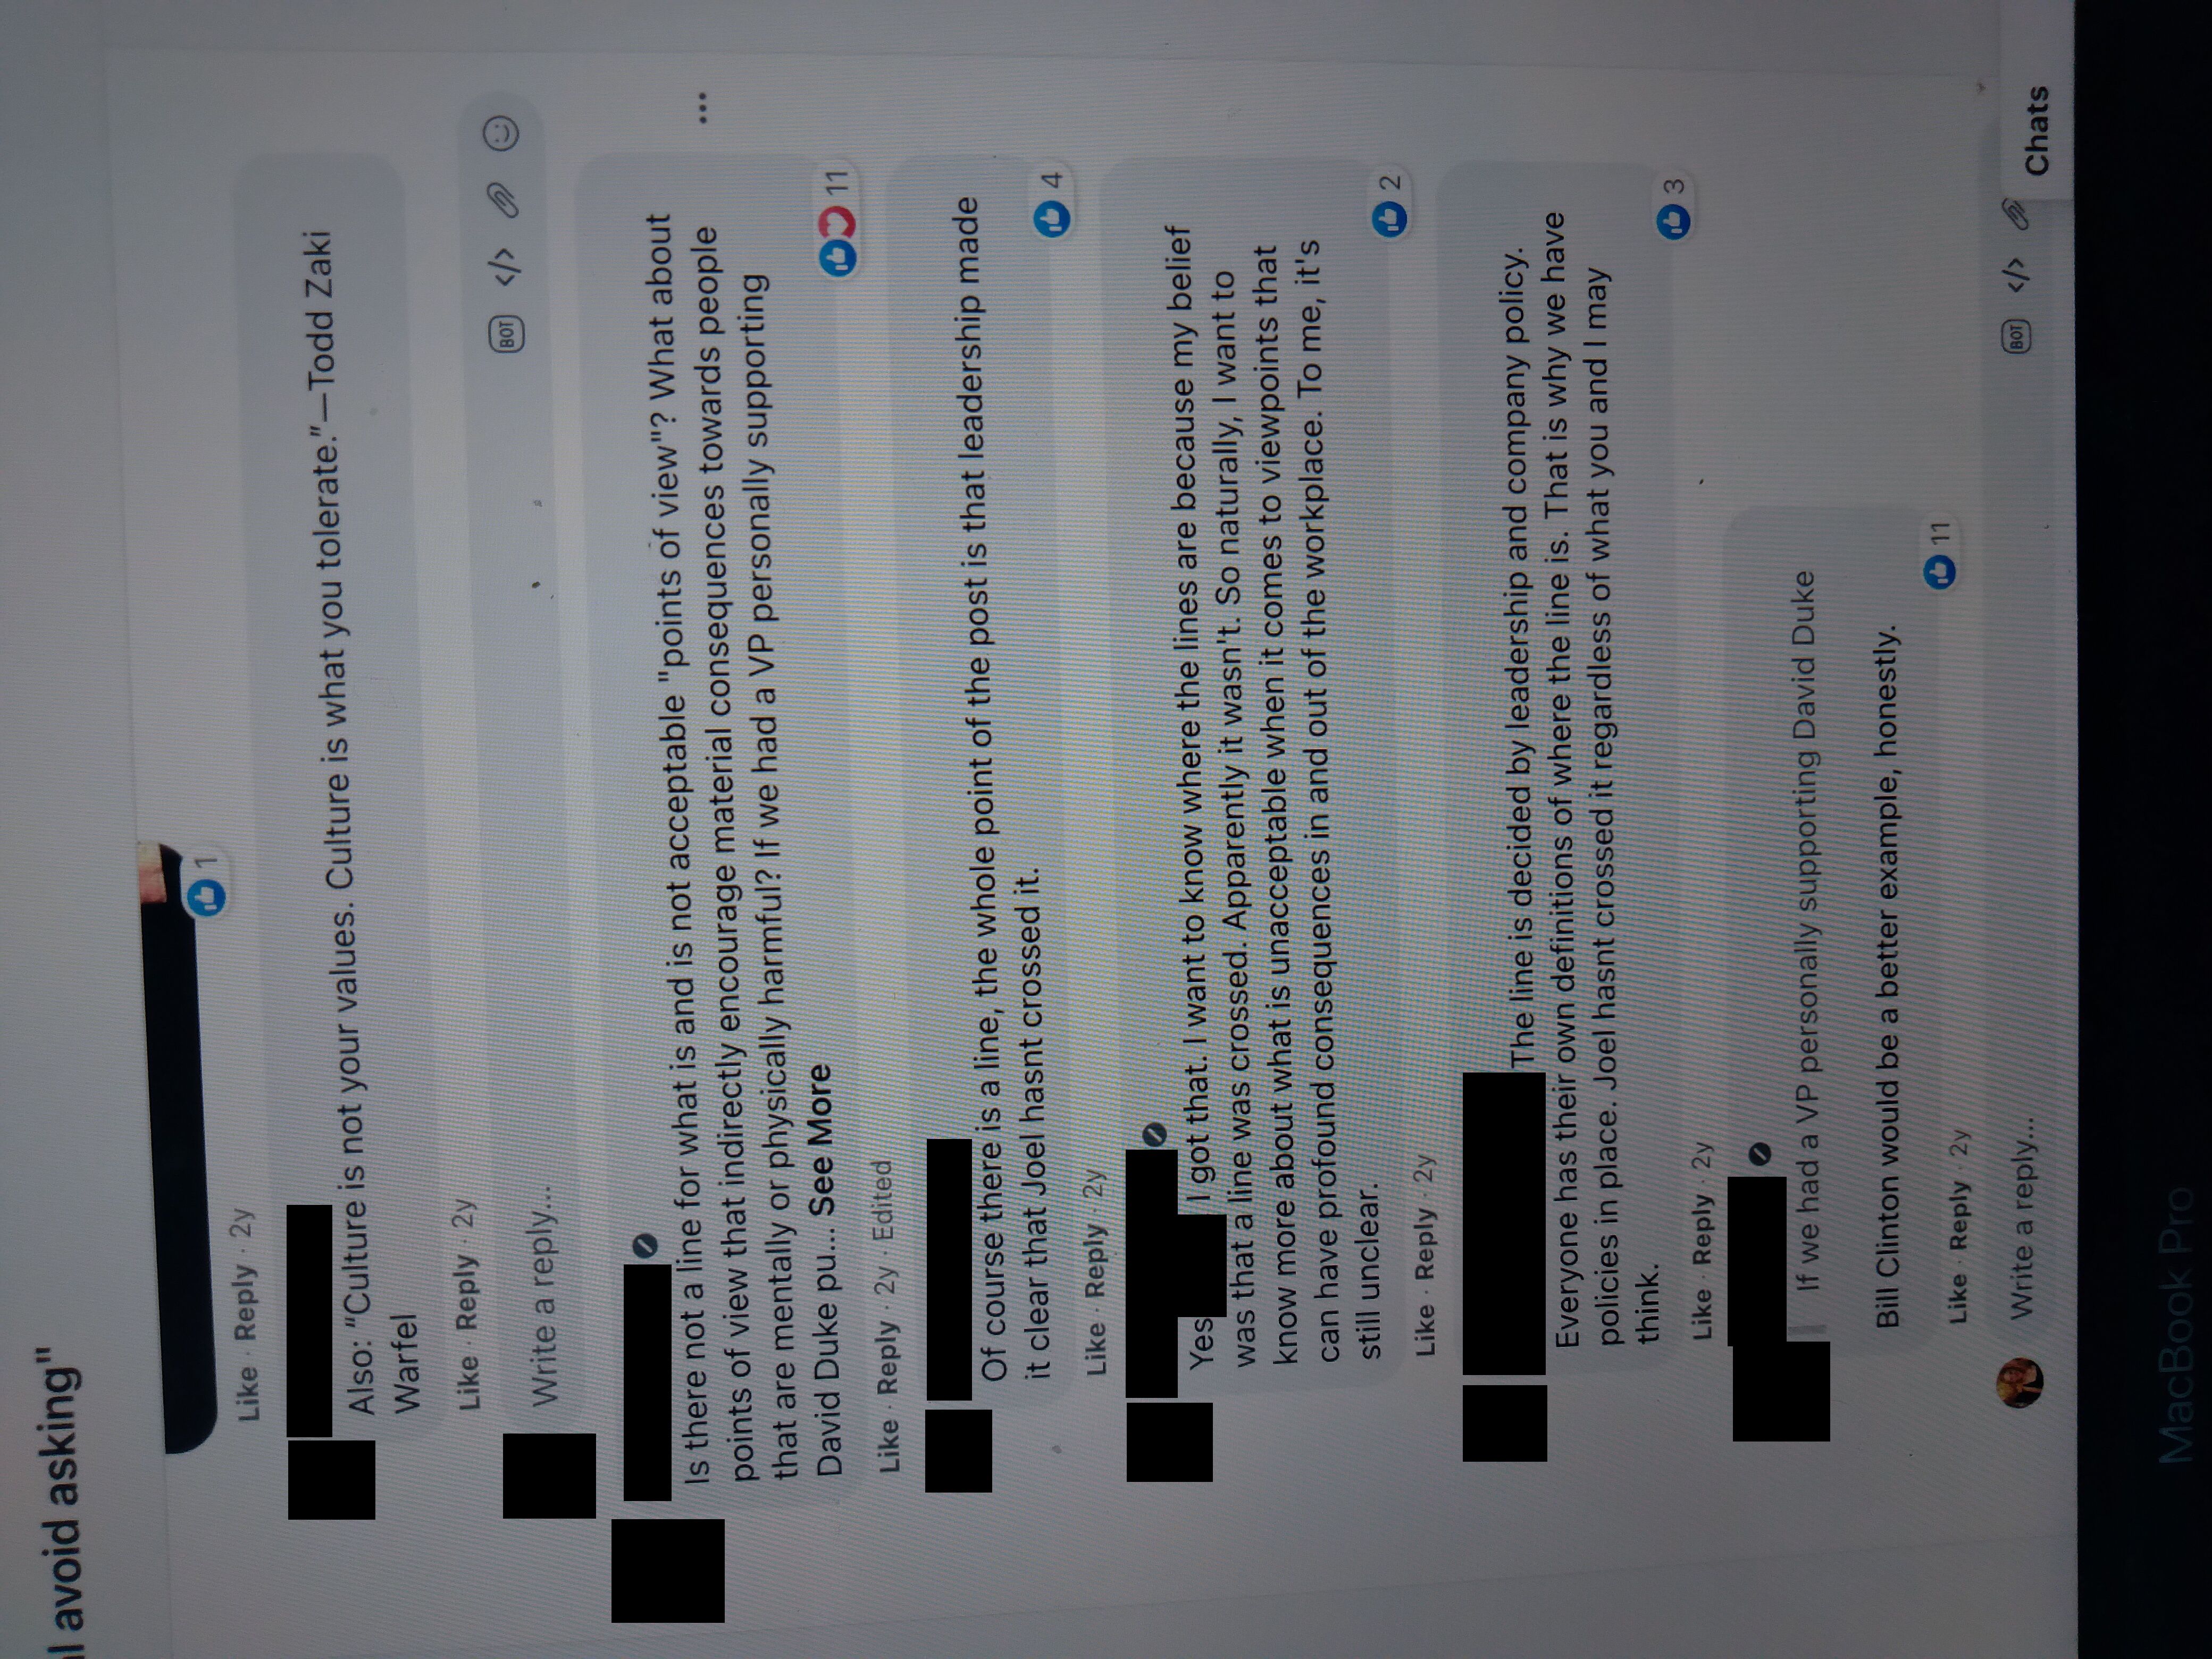 ll avoid asking"
1
Like · Reply · 2y
Also: “Culture is not your values. Culture is what you tolerate.”—Todd Zaki
Warfel
Like · Reply · 2y
Write a reply...
BOT </>
Is there not a line for what is and is not acceptable "points of view"? What about
points of view that indirectly encourage material consequences towards people
that are mentally or physically harmful? If we had a VP personally supporting
David Duke pu... See More
11
Like · Reply · 2y · Edited
Of course there is a line, the whole point of the post is that leadership made
it clear that Joel hasnt crossed it.
4
Like · Reply · 2y
Yes I got that. I want to know where the lines are because my belief
was that a line was crossed. Apparently it wasn't. So naturally, I want to
know more about what is unacceptable when it comes to viewpoints that
can have profound consequences in and out of the workplace. To me, it's
still unclear.
2
Like · Reply · 2y
The line is decided by leadership and company policy.
Everyone has their own definitions of where the line is. That is why we have
policies in place. Joel hasnt crossed it regardless of what you and I may
think.
3
Like · Reply · 2y
If we had a VP personally supporting David Duke
Bill Clinton would be a better example, honestly.
11
Like · Reply · 2y
Write a reply...
BOT </>
Chats
MacBook Pro